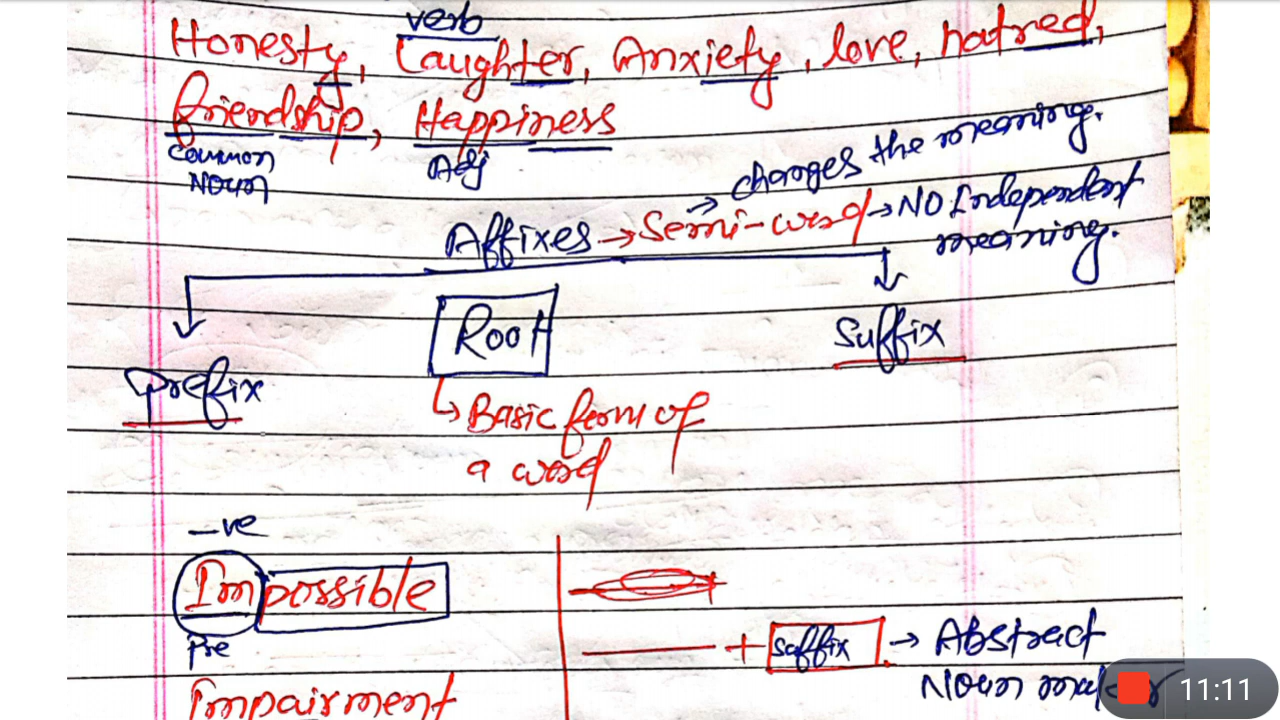 verb
Honesty, Laughter, Anxiety, love, hatred,
friendship, Happiness
common
Noun
Adj
→ changes the meaning.
Affixes → Semi-word → NO Independent
meaning.
Root
Suffix
Prefix
↳ Basic form of
a word
-ve
Impossible
Pre
+ suffix → Abstract
Noun
Impairment
11:11